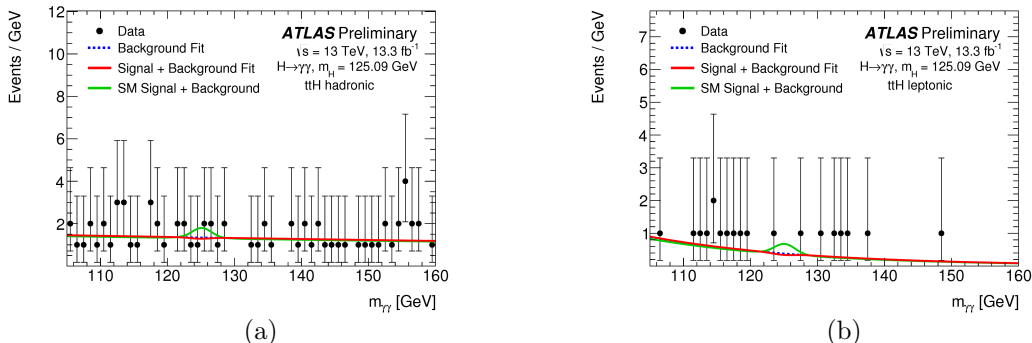 Events / GeV
12
10
8
6
4
2
110 120 130 140 150 160
mγγ [GeV]
Data
Background Fit
Signal + Background Fit
SM Signal + Background
ATLAS Preliminary
√s = 13 TeV, 13.3 fb⁻¹
H→γγ, mH = 125.09 GeV
ttH hadronic
(a)
Events / GeV
7
6
5
4
3
2
1
110 120 130 140 150 160
mγγ [GeV]
Data
Background Fit
Signal + Background Fit
SM Signal + Background
ATLAS Preliminary
√s = 13 TeV, 13.3 fb⁻¹
H→γγ, mH = 125.09 GeV
ttH leptonic
(b)